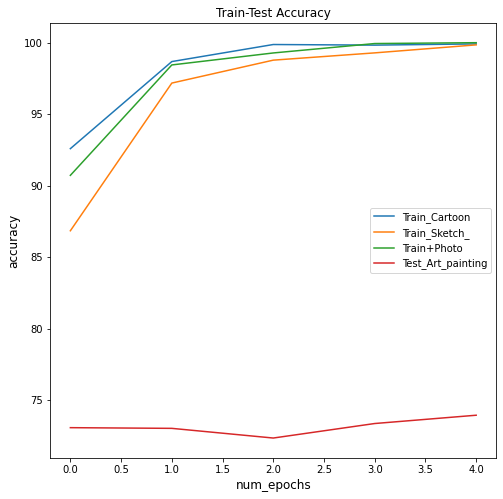 Train-Test Accuracy
accuracy
100
95
90
85
80
75
Train_Cartoon
Train_Sketch_
Train+Photo
Test_Art_painting
0.0 0.5 1.0 1.5 2.0 2.5 3.0 3.5 4.0
num_epochs